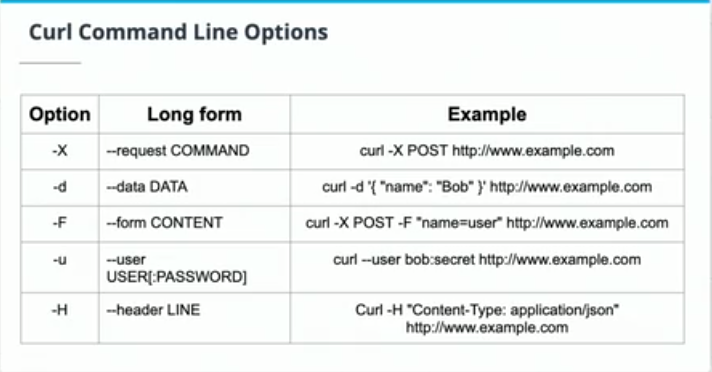 Curl Command Line Options
Option Long form Example
-X --request COMMAND curl -X POST http://www.example.com
-d --data DATA curl -d '{ "name": "Bob" }' http://www.example.com
-F --form CONTENT curl -X POST -F "name=user" http://www.example.com
-u --user curl --user bob:secret http://www.example.com
USER[:PASSWORD]
-H --header LINE Curl -H "Content-Type: application/json"
http://www.example.com